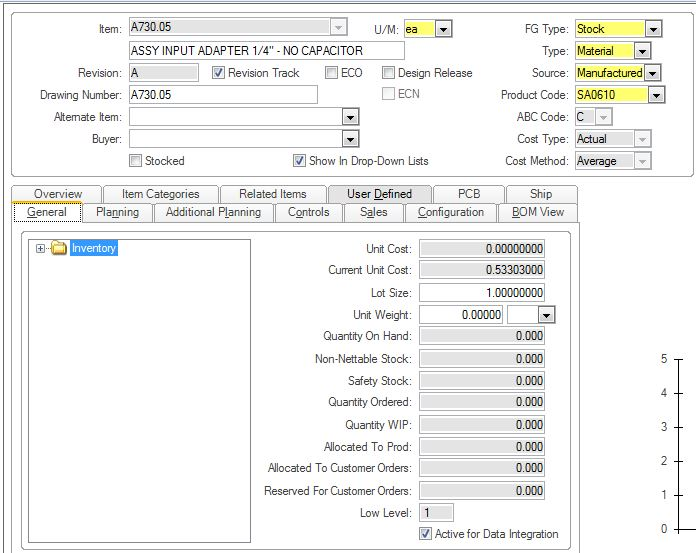 Item: A730.05 U/M: ea FG Type: Stock
ASSY INPUT ADAPTER 1/4" - NO CAPACITOR Type: Material
Revision: A Revision Track ECO Design Release Source: Manufactured
Drawing Number: A730.05 ECN Product Code: SA0610
Alternate Item: ABC Code: C
Buyer: Cost Type: Actual
Stocked Show In Drop-Down Lists Cost Method: Average
Overview Item Categories Related Items User Defined PCB Ship
General Planning Additional Planning Controls Sales Configuration BOM View
Inventory Unit Cost: 0.00000000
Current Unit Cost: 0.53303000
Lot Size: 1.00000000
Unit Weight: 0.00000
Quantity On Hand: 0.000
Non-Nettable Stock: 0.000
Safety Stock: 0.000
Quantity Ordered: 0.000
Quantity WIP: 0.000
Allocated To Prod: 0.000
Allocated To Customer Orders: 0.000
Reserved For Customer Orders: 0.000
Low Level: 1
Active for Data Integration
5
4
3
2
1
0